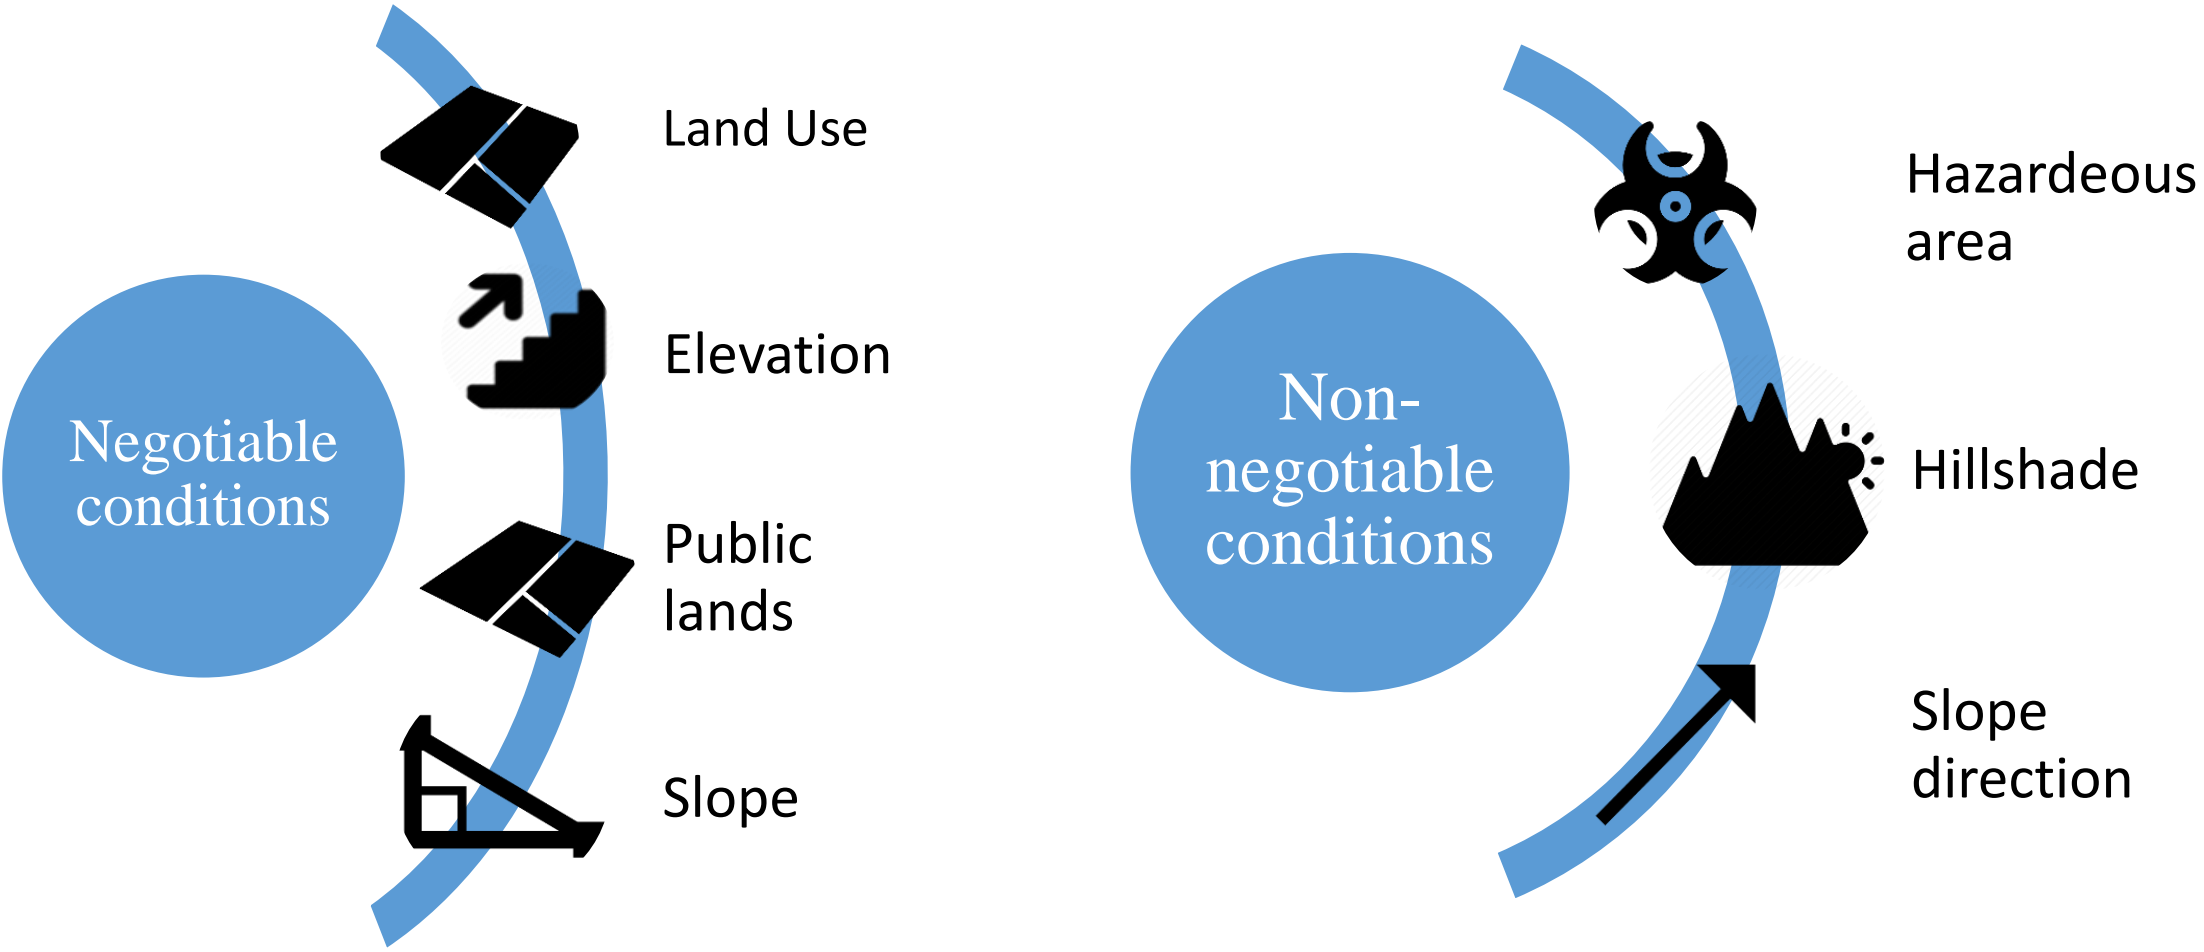 Negotiable
conditions
Land Use
Elevation
Public
lands
Slope
Non-
negotiable
conditions
Hazardeous
area
Hillshade
Slope
direction